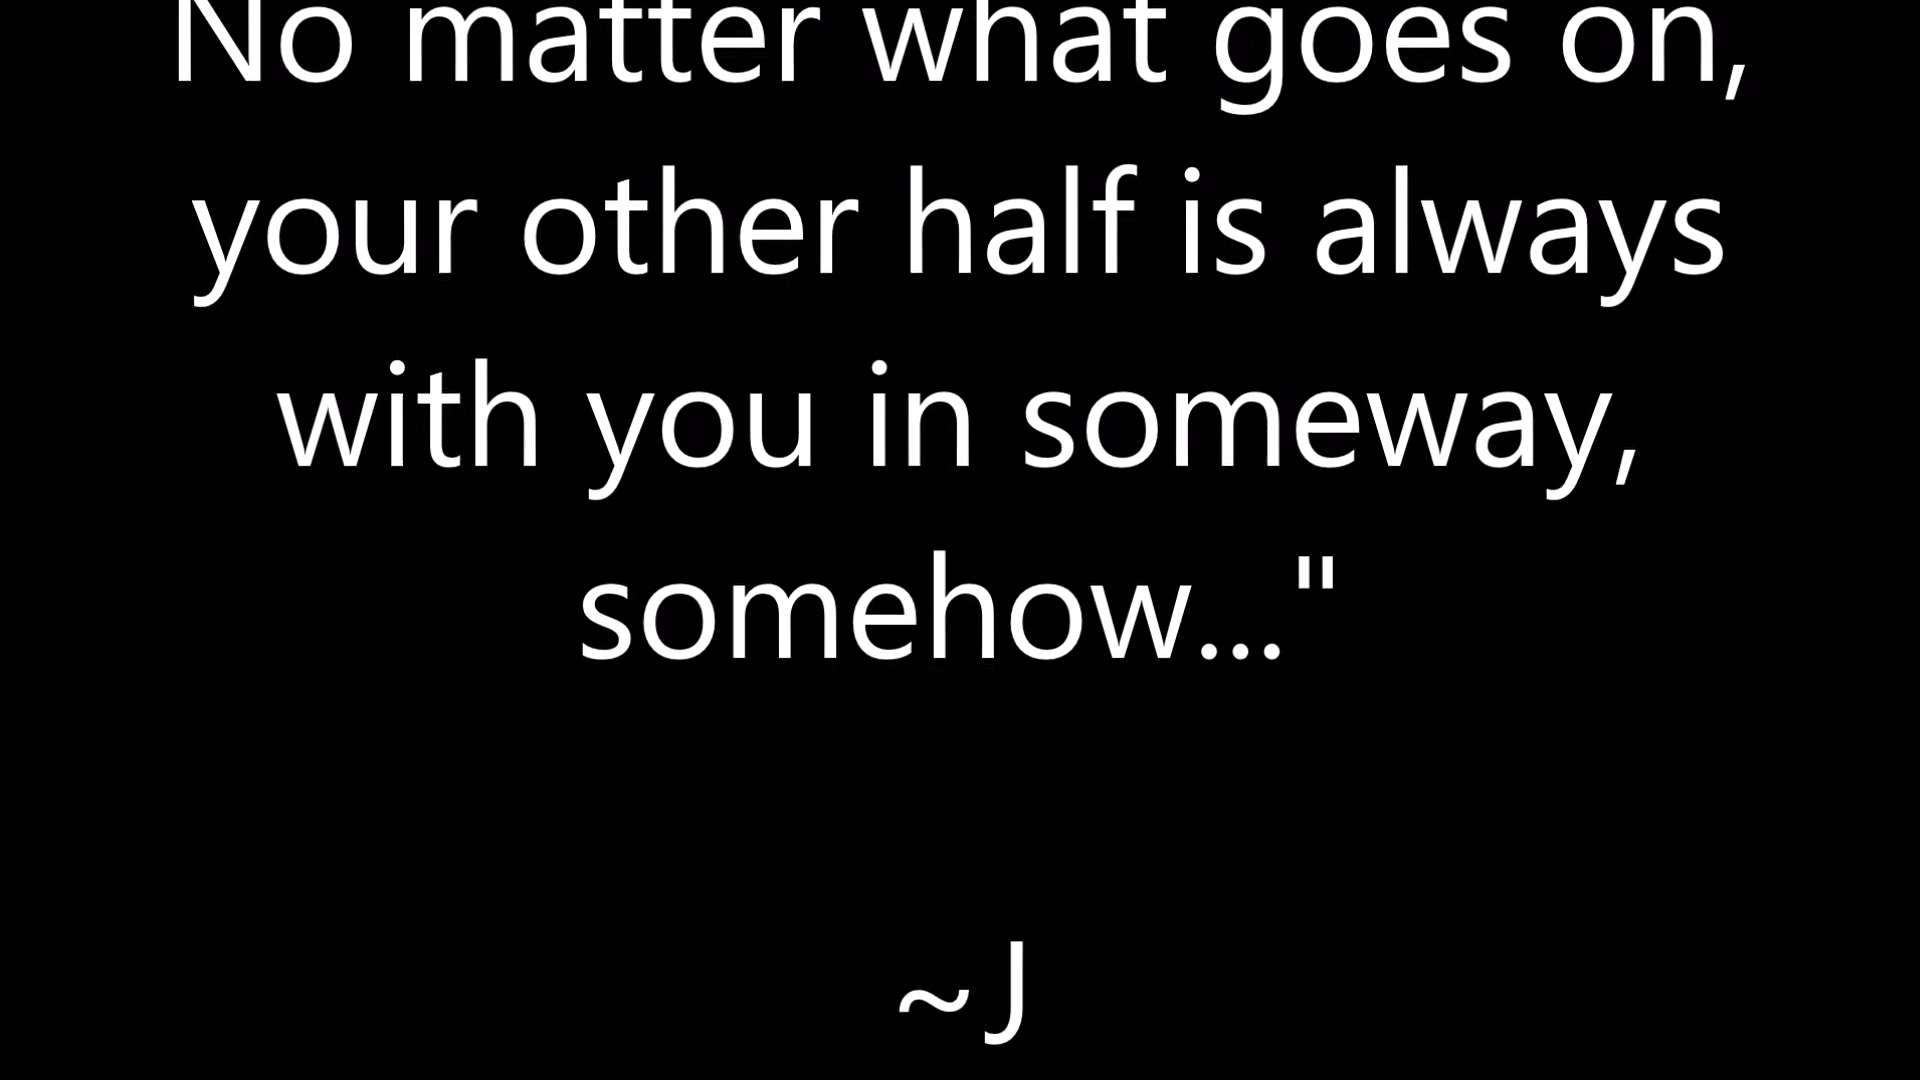 No matter what goes on,
your other half is always
with you in someway,
somehow..."
~J